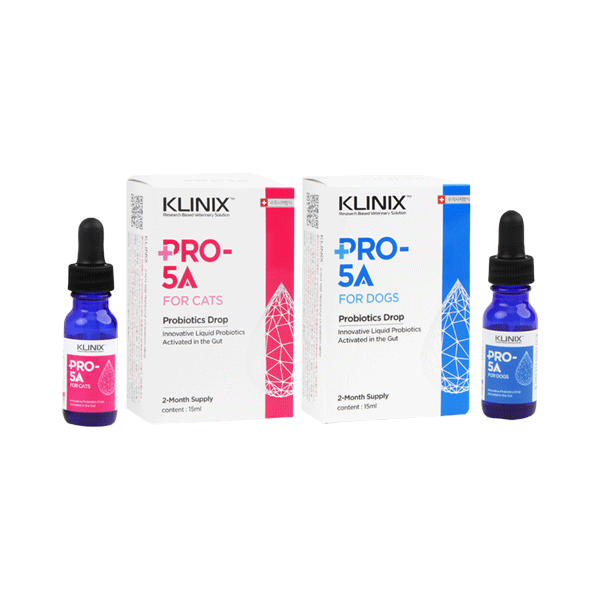 KLINIX™
Research-Based Veterinary Solution
PRO-
5A
FOR CATS
Probiotics Drop
Innovative Liquid Probiotics
Activated in the Gut
2-Month Supply
content : 15ml
KLINIX™
Research-Based Veterinary Solution
PRO-
5A
FOR DOGS
Probiotics Drop
Innovative Liquid Probiotics
Activated in the Gut
2-Month Supply
content : 15ml
KLINIX
PRO-
5A
FOR CATS
KLINIX
PRO-
5A
FOR DOGS